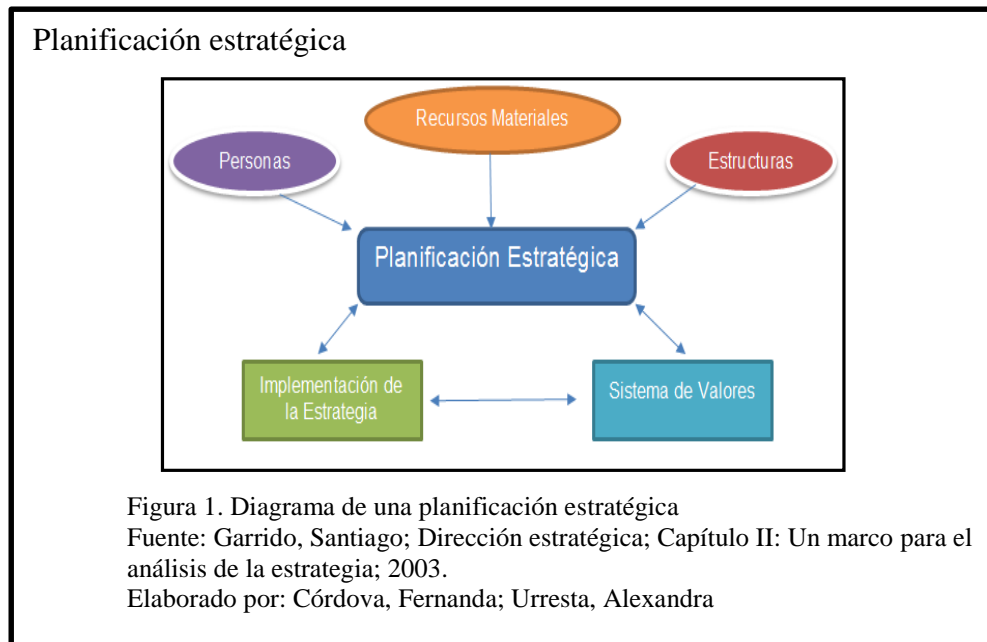 Planificación estratégica
Recursos Materiales
Personas
Estructuras
Planificación Estratégica
Implementación de
la Estrategia
Sistema de Valores
Figura 1. Diagrama de una planificación estratégica
Fuente: Garrido, Santiago; Dirección estratégica; Capítulo II: Un marco para el
análisis de la estrategia; 2003.
Elaborado por: Córdova, Fernanda; Urresta, Alexandra